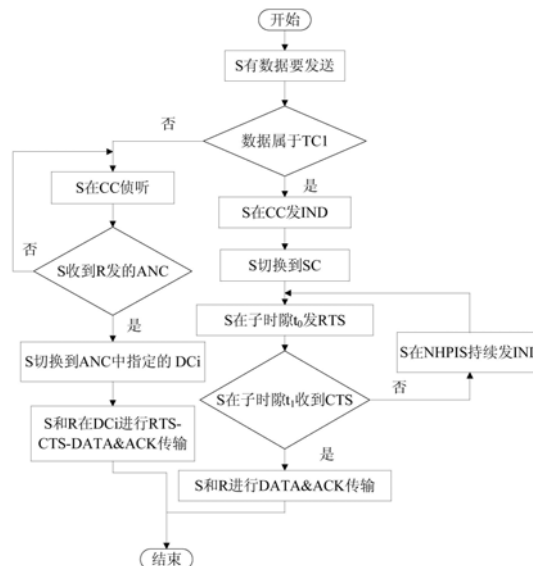 开始
S有数据要发送
否
数据属于TC1
是
S在CC侦听
S在CC发IND
否
S切换到SC
S收到R发的ANC
S在子时隙t₀发RTS
是
S在NHPIS持续发IND
S切换到ANC中指定的 DCi
S在子时隙t₁收到CTS
否
S和R在DCi进行RTS-
CTS-DATA&ACK传输
是
S和R进行DATA&ACK传输
结束